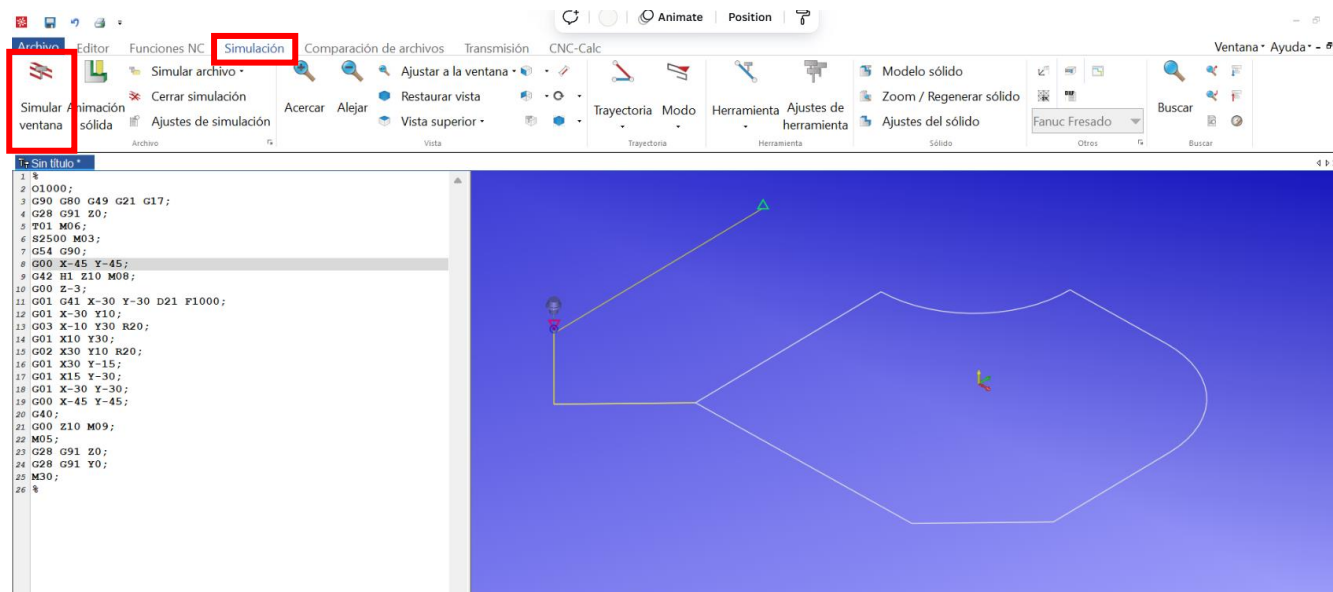 Animate Position
Archivo Editor Funciones NC Simulación Comparación de archivos Transmisión CNC-Calc Ventana Ayuda
Simular archivo Ajustar a la ventana Modelo sólido
Cerrar simulación Restaurar vista Zoom / Regenerar sólido
Simular ventana Animación sólida Ajustes de simulación Acercar Alejar Vista superior Trayectoria Modo Herramienta Ajustes de herramienta Ajustes del sólido Fanuc Fresado Buscar
Archivo Vista Trayectoria Herramienta Sólido Otros Buscar
Sin título *
1 %
2 O1000;
3 G90 G80 G49 G21 G17;
4 G28 G91 Z0;
5 T01 M06;
6 S2500 M03;
7 G54 G90;
8 G00 X-45 Y-45;
9 G42 H1 Z10 M08;
10 G00 Z-3;
11 G01 G41 X-30 Y-30 D21 F1000;
12 G01 X-30 Y10;
13 G03 X-10 Y30 R20;
14 G01 X10 Y30;
15 G02 X30 Y10 R20;
16 G01 X30 Y-15;
17 G01 X15 Y-30;
18 G01 X-30 Y-30;
19 G00 X-45 Y-45;
20 G40;
21 G00 Z10 M09;
22 M05;
23 G28 G91 Z0;
24 G28 G91 Y0;
25 M30;
26 %